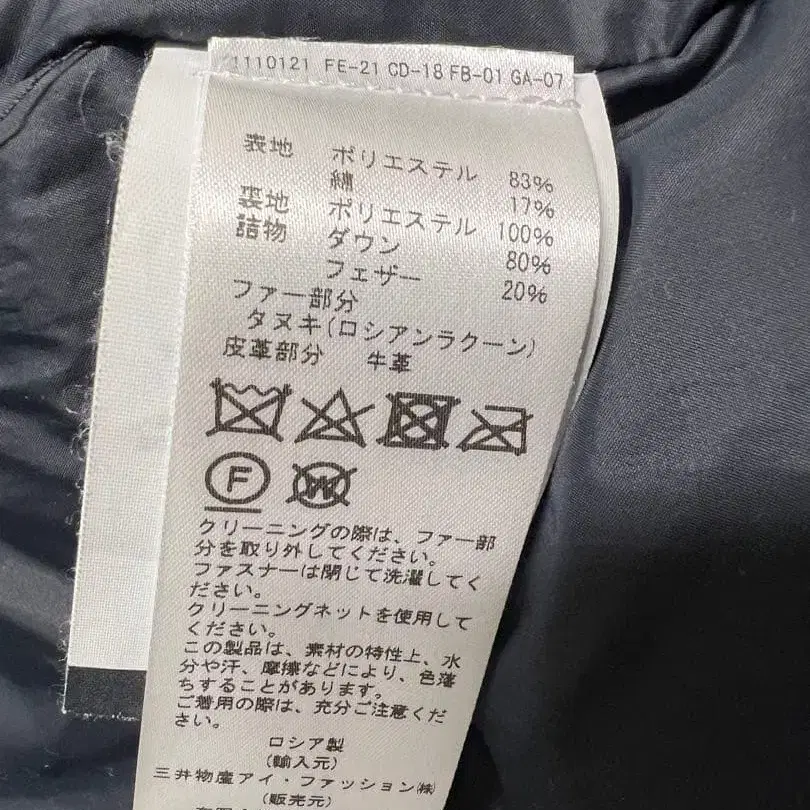 1110121 FE-21 CD-18 FB-01 GA-07
表地 ポリエステル 83%
綿 17%
裏地 ポリエステル 100%
詰物 ダウン 80%
フェザー 20%
ファー部分
タヌキ(ロシアンラクーン)
皮革部分 牛革
F
W
クリーニングの際は、ファー部
分を取り外してください。
ファスナーは閉じて洗濯してく
ださい。
クリーニングネットを使用して
ください。
この製品は、素材の特性上、水
分や汗、摩擦などにより、色落
ちすることがあります。
ご着用の際は、充分ご注意くだ
さい。
ロシア製
(輸入元)
三井物産アイ・ファッション㈱
(販売元)